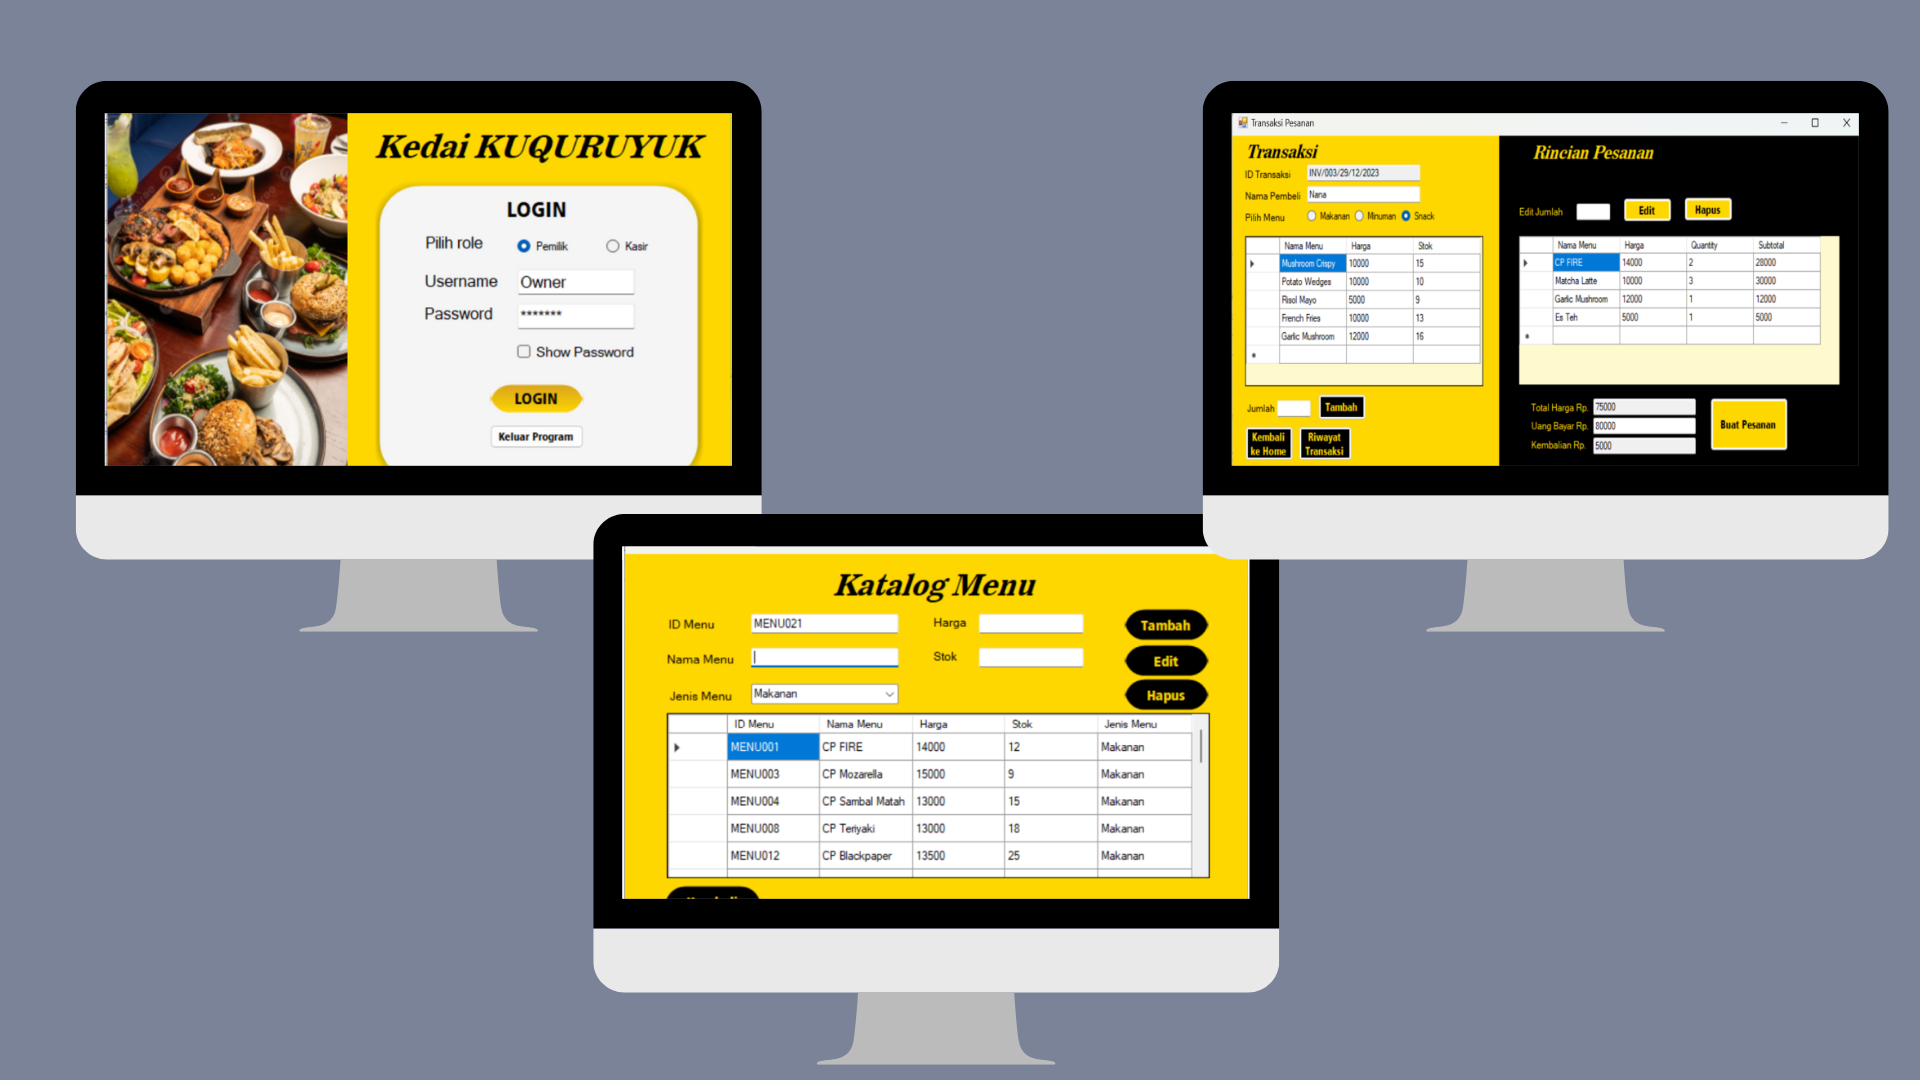 Kedai KUQURUYUK
LOGIN
Pilih role Pemilik Kasir
Username Owner
Password *******
Show Password
LOGIN
Keluar Program
Transaksi Pesanan
Transaksi
ID Transaksi INV/003/29/12/2023
Nama Pembeli Nana
Pilih Menu Makanan Minuman Snack
Nama Menu Harga Stok
Mushroom Crispy 10000 15
Potato Wedges 10000 10
Risol Mayo 5000 9
French Fries 10000 13
Garlic Mushroom 12000 16
Jumlah Tambah
Kembali ke Home
Riwayat Transaksi
Rincian Pesanan
Edit Jumlah Edit Hapus
Nama Menu Harga Quantity Subtotal
CP FIRE 14000 2 28000
Matcha Latte 10000 3 30000
Garlic Mushroom 12000 1 12000
Es Teh 5000 1 5000
Total Harga Rp. 75000
Uang Bayar Rp. 80000
Kembalian Rp. 5000
Buat Pesanan
Katalog Menu
ID Menu MENU021 Harga Tambah
Nama Menu Stok Edit
Jenis Menu Makanan Hapus
ID Menu Nama Menu Harga Stok Jenis Menu
MENU001 CP FIRE 14000 12 Makanan
MENU003 CP Mozarella 15000 9 Makanan
MENU004 CP Sambal Matah 13000 15 Makanan
MENU008 CP Teriyaki 13000 18 Makanan
MENU012 CP Blackpaper 13500 25 Makanan